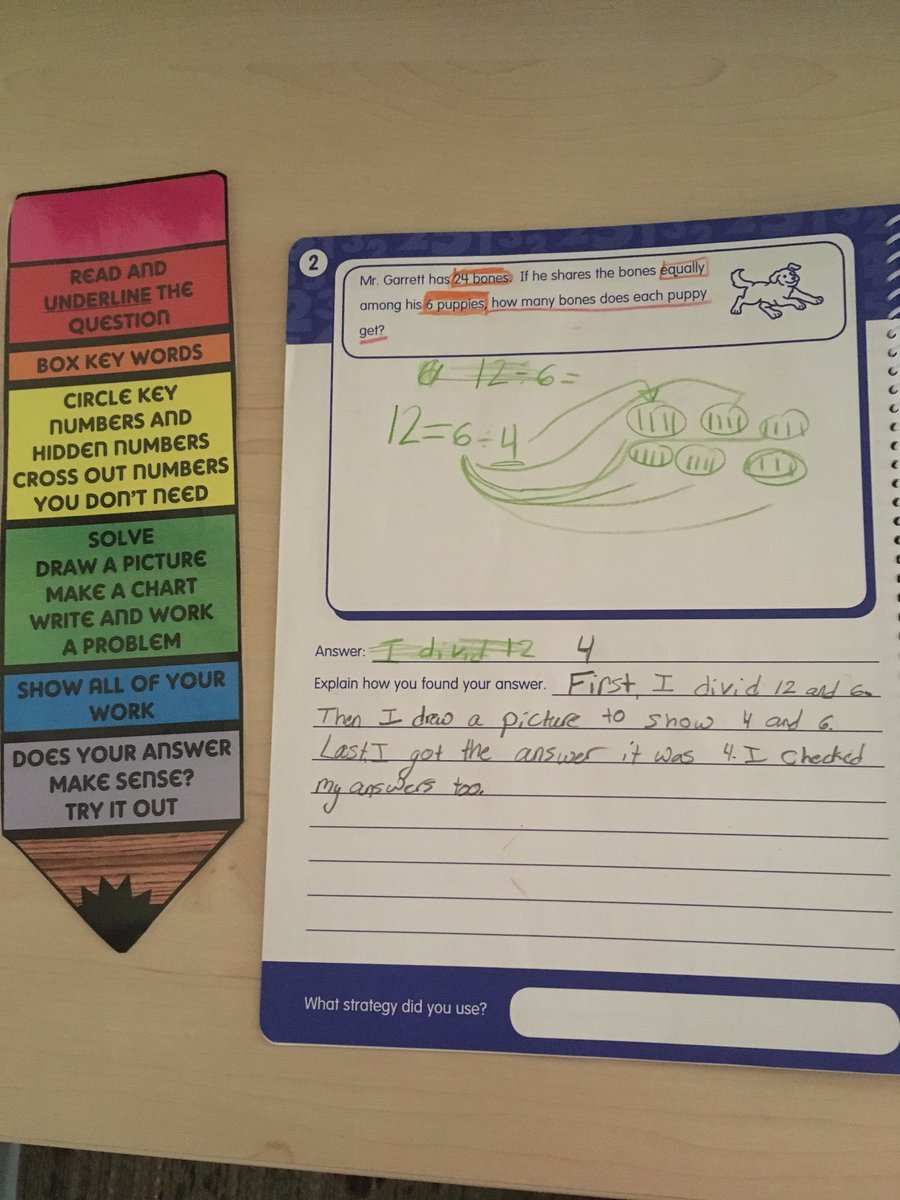 READ AND
UNDERLINE THE
QUESTION
BOX KEY WORDS
CIRCLE KEY
NUMBERS AND
HIDDEN NUMBERS
CROSS OUT NUMBERS
YOU DON'T NEED
SOLVE
DRAW A PICTURE
MAKE A CHART
WRITE AND WORK
A PROBLEM
SHOW ALL OF YOUR
WORK
DOES YOUR ANSWER
MAKE SENSE?
TRY IT OUT
2
Mr. Garrett has 24 bones. If he shares the bones equally
among his 6 puppies, how many bones does each puppy
get?
12÷6=
12=6÷4
Answer: I divid 12 4
Explain how you found your answer. First, I divid 12 and 6.
Then I drew a picture to show 4 and 6.
Last.I got the answer it was 4. I checked
my answers too.
What strategy did you use?